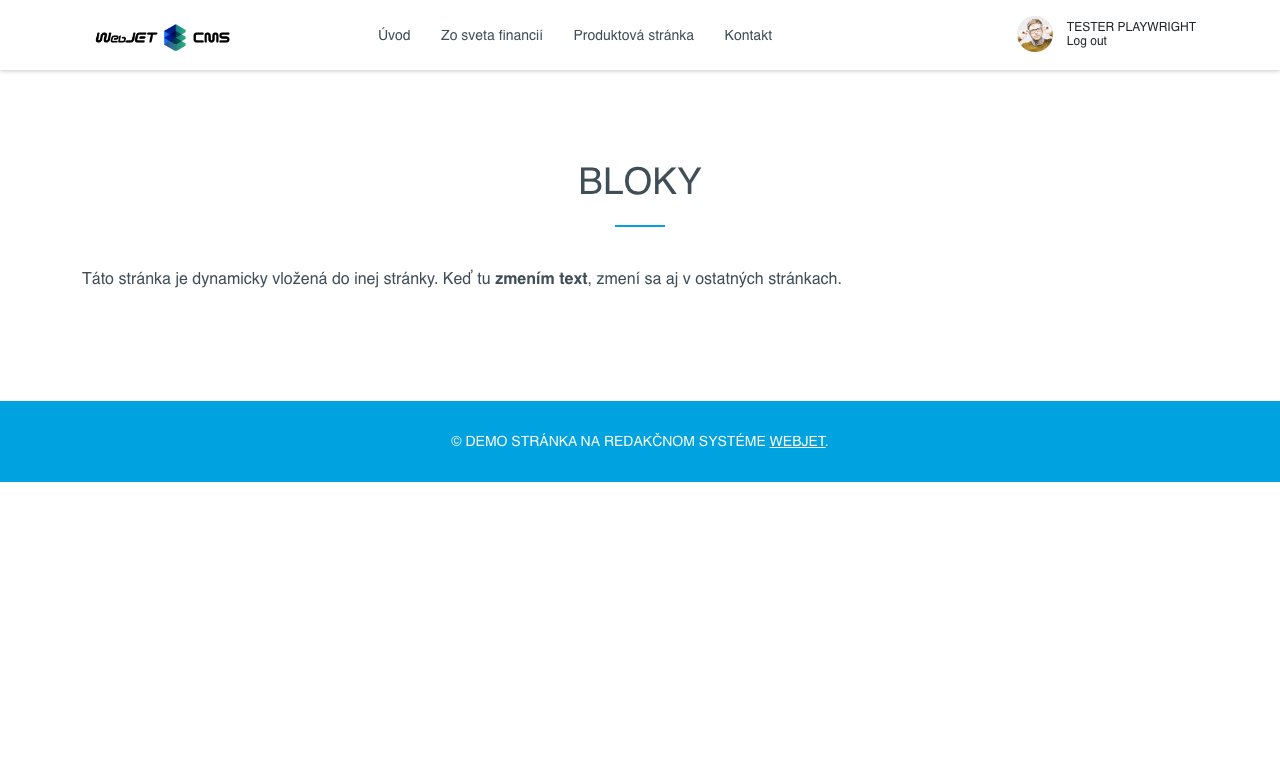 WebJET CMS
Úvod
Zo sveta financií
Produktová stránka
Kontakt
TESTER PLAYWRIGHT
Log out
BLOKY
Táto stránka je dynamicky vložená do inej stránky. Keď tu zmením text, zmení sa aj v ostatných stránkach.
© DEMO STRÁNKA NA REDAKČNOM SYSTÉME WEBJET.